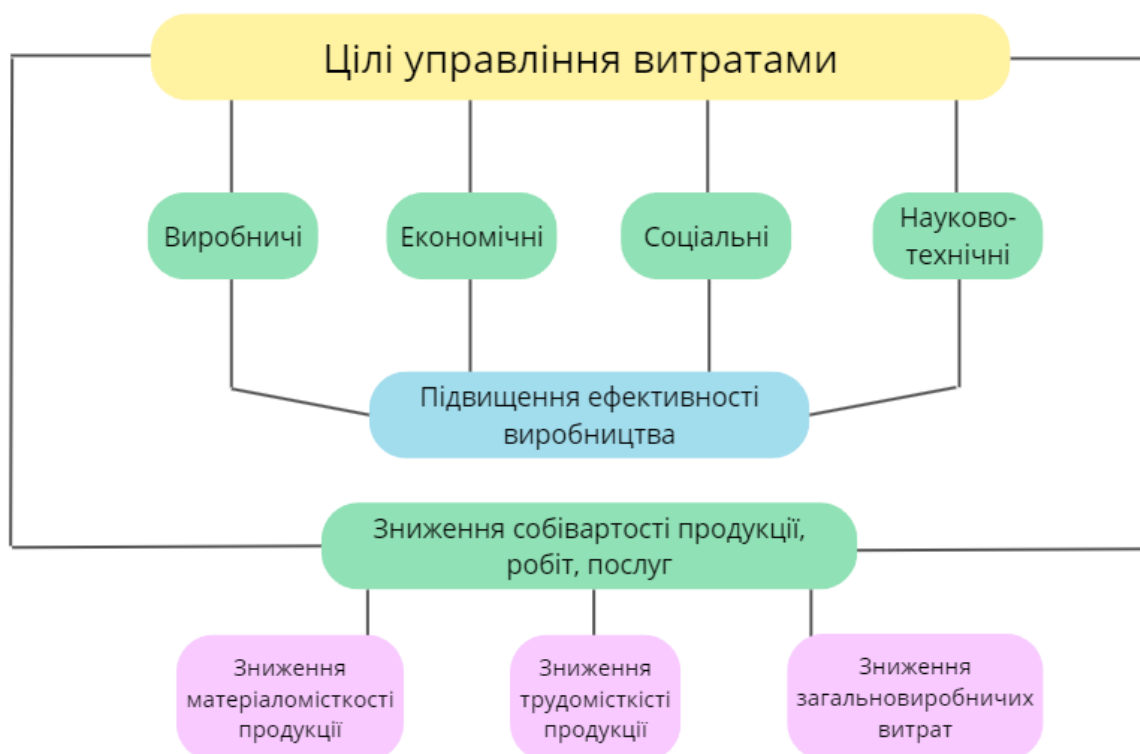 Цілі управління витратами
Виробничі
Економічні
Соціальні
Науково-
технічні
Підвищення ефективності
виробництва
Зниження собівартості продукції,
робіт, послуг
Зниження
матеріаломісткості
продукції
Зниження
трудомісткісті
продукції
Зниження
загальновиробничих
витрат